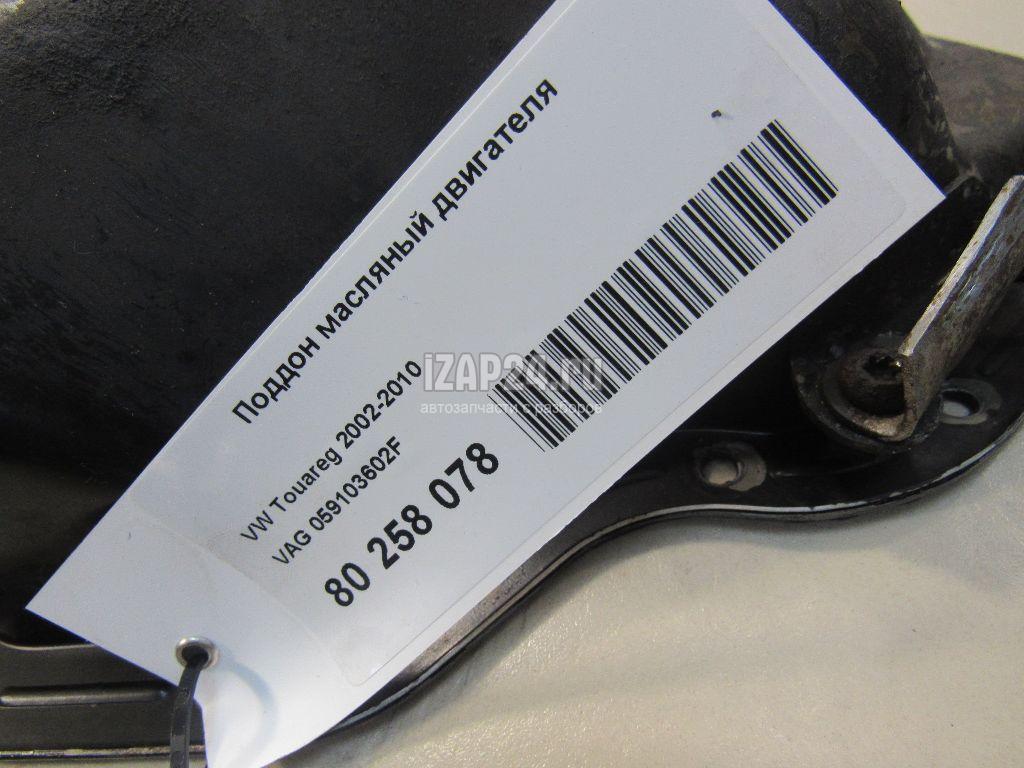 Поддон масляный двигателя
VW Touareg 2002-2010
VAG 059103602F
80 258 078
iZAP24.ru
автозапчасти с разборов